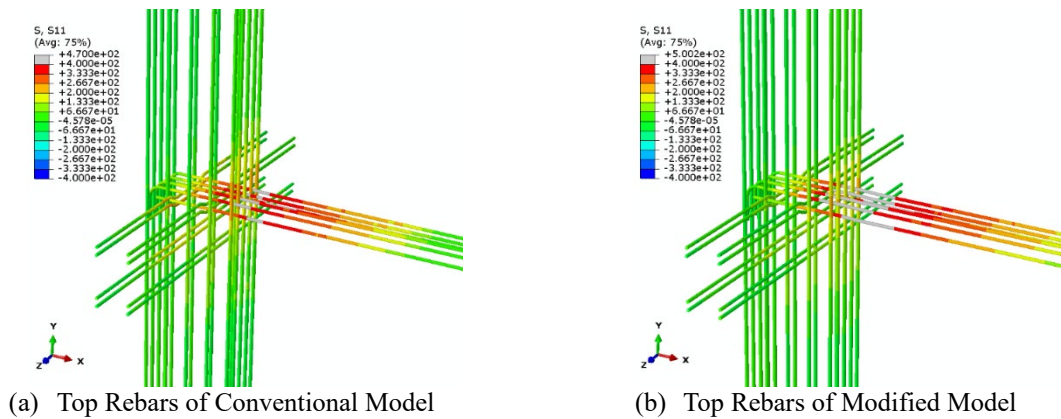 S, S11
(Avg: 75%)
+4.700e+02
+4.000e+02
+3.333e+02
+2.667e+02
+2.000e+02
+1.333e+02
+6.667e+01
-4.578e-05
-6.667e+01
-1.333e+02
-2.000e+02
-2.667e+02
-3.333e+02
-4.000e+02
Y
Z X
(a) Top Rebars of Conventional Model
S, S11
(Avg: 75%)
+5.002e+02
+4.000e+02
+3.333e+02
+2.667e+02
+2.000e+02
+1.333e+02
+6.667e+01
-4.578e-05
-6.667e+01
-1.333e+02
-2.000e+02
-2.667e+02
-3.333e+02
-4.000e+02
Y
Z X
(b) Top Rebars of Modified Model